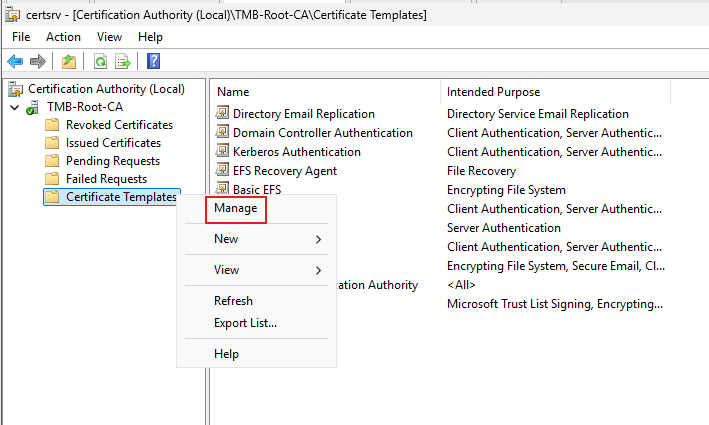 certsrv - [Certification Authority (Local)\TMB-Root-CA\Certificate Templates]
File Action View Help
Certification Authority (Local)
TMB-Root-CA
Revoked Certificates
Issued Certificates
Pending Requests
Failed Requests
Certificate Templates
Name Intended Purpose
Directory Email Replication Directory Service Email Replication
Domain Controller Authentication Client Authentication, Server Authentic...
Kerberos Authentication Client Authentication, Server Authentic...
EFS Recovery Agent File Recovery
Basic EFS Encrypting File System
Client Authentication, Server Authentic...
Server Authentication
Client Authentication, Server Authentic...
Encrypting File System, Secure Email, Cl...
cation Authority <All>
Microsoft Trust List Signing, Encrypting...
Manage
New
View
Refresh
Export List...
Help